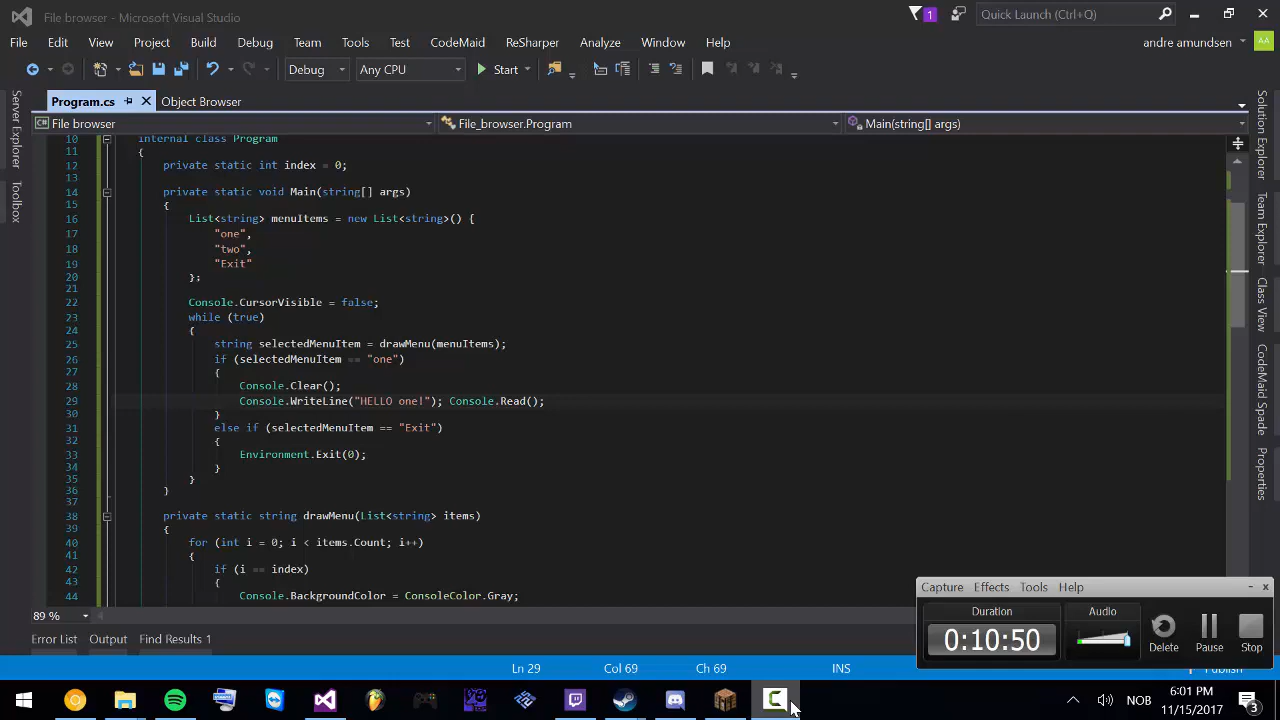 File browser - Microsoft Visual Studio
1
Quick Launch (Ctrl+Q)
File Edit View Project Build Debug Team Tools Test CodeMaid ReSharper Analyze Window Help
andre amundsen
AA
Debug Any CPU Start
Program.cs Object Browser
File browser File_browser.Program Main(string[] args)
Server Explorer
Toolbox
10 internal class Program
11 {
12 private static int index = 0;
13
14 private static void Main(string[] args)
15 {
16 List<string> menuItems = new List<string>() {
17 "one",
18 "two",
19 "Exit"
20 };
21
22 Console.CursorVisible = false;
23 while (true)
24 {
25 string selectedMenuItem = drawMenu(menuItems);
26 if (selectedMenuItem == "one")
27 {
28 Console.Clear();
29 Console.WriteLine("HELLO one!"); Console.Read();
30 }
31 else if (selectedMenuItem == "Exit")
32 {
33 Environment.Exit(0);
34 }
35 }
36 }
37
38 private static string drawMenu(List<string> items)
39 {
40 for (int i = 0; i < items.Count; i++)
41 {
42 if (i == index)
43 {
44 Console.BackgroundColor = ConsoleColor.Gray;
Solution Explorer
Team Explorer
Class View
CodeMaid Spade
Properties
89 %
Error List Output Find Results 1
Ln 29 Col 69 Ch 69 INS
Publish
Capture Effects Tools Help
Duration
0:10:50
Audio
Delete Pause Stop
NOB
6:01 PM
11/15/2017
3